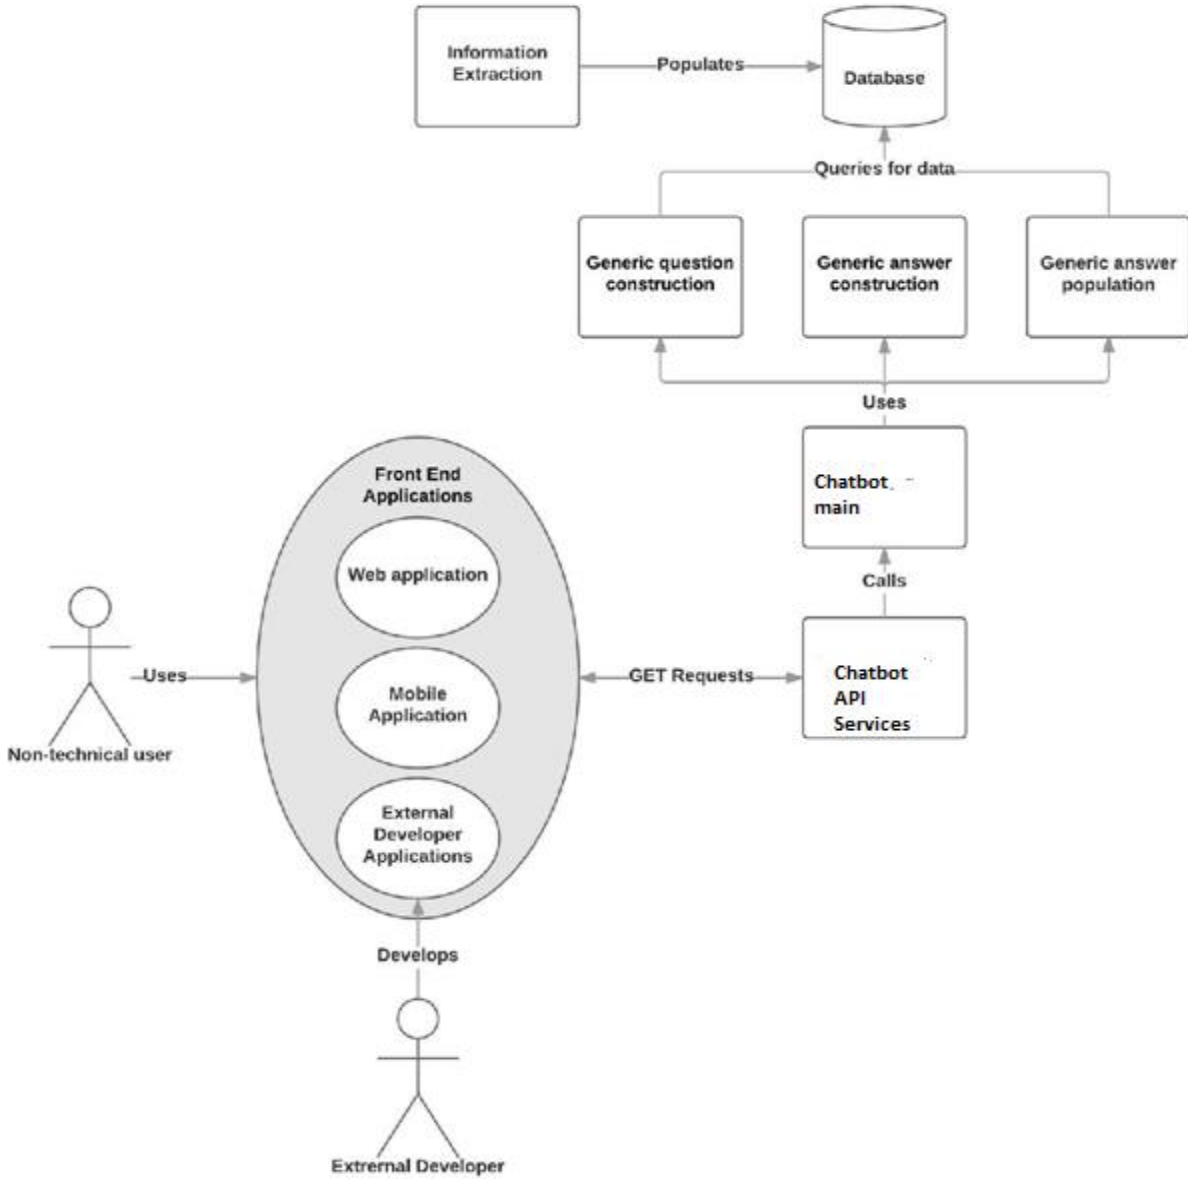 Information
Extraction
Populates
Database
Queries for data
Generic question
construction
Generic answer
construction
Generic answer
population
Uses
Chatbot
main
Calls
Front End
Applications
Web application
Mobile
Application
External
Developer
Applications
Uses
Non-technical user
GET Requests
Chatbot
API
Services
Develops
Extrernal Developer